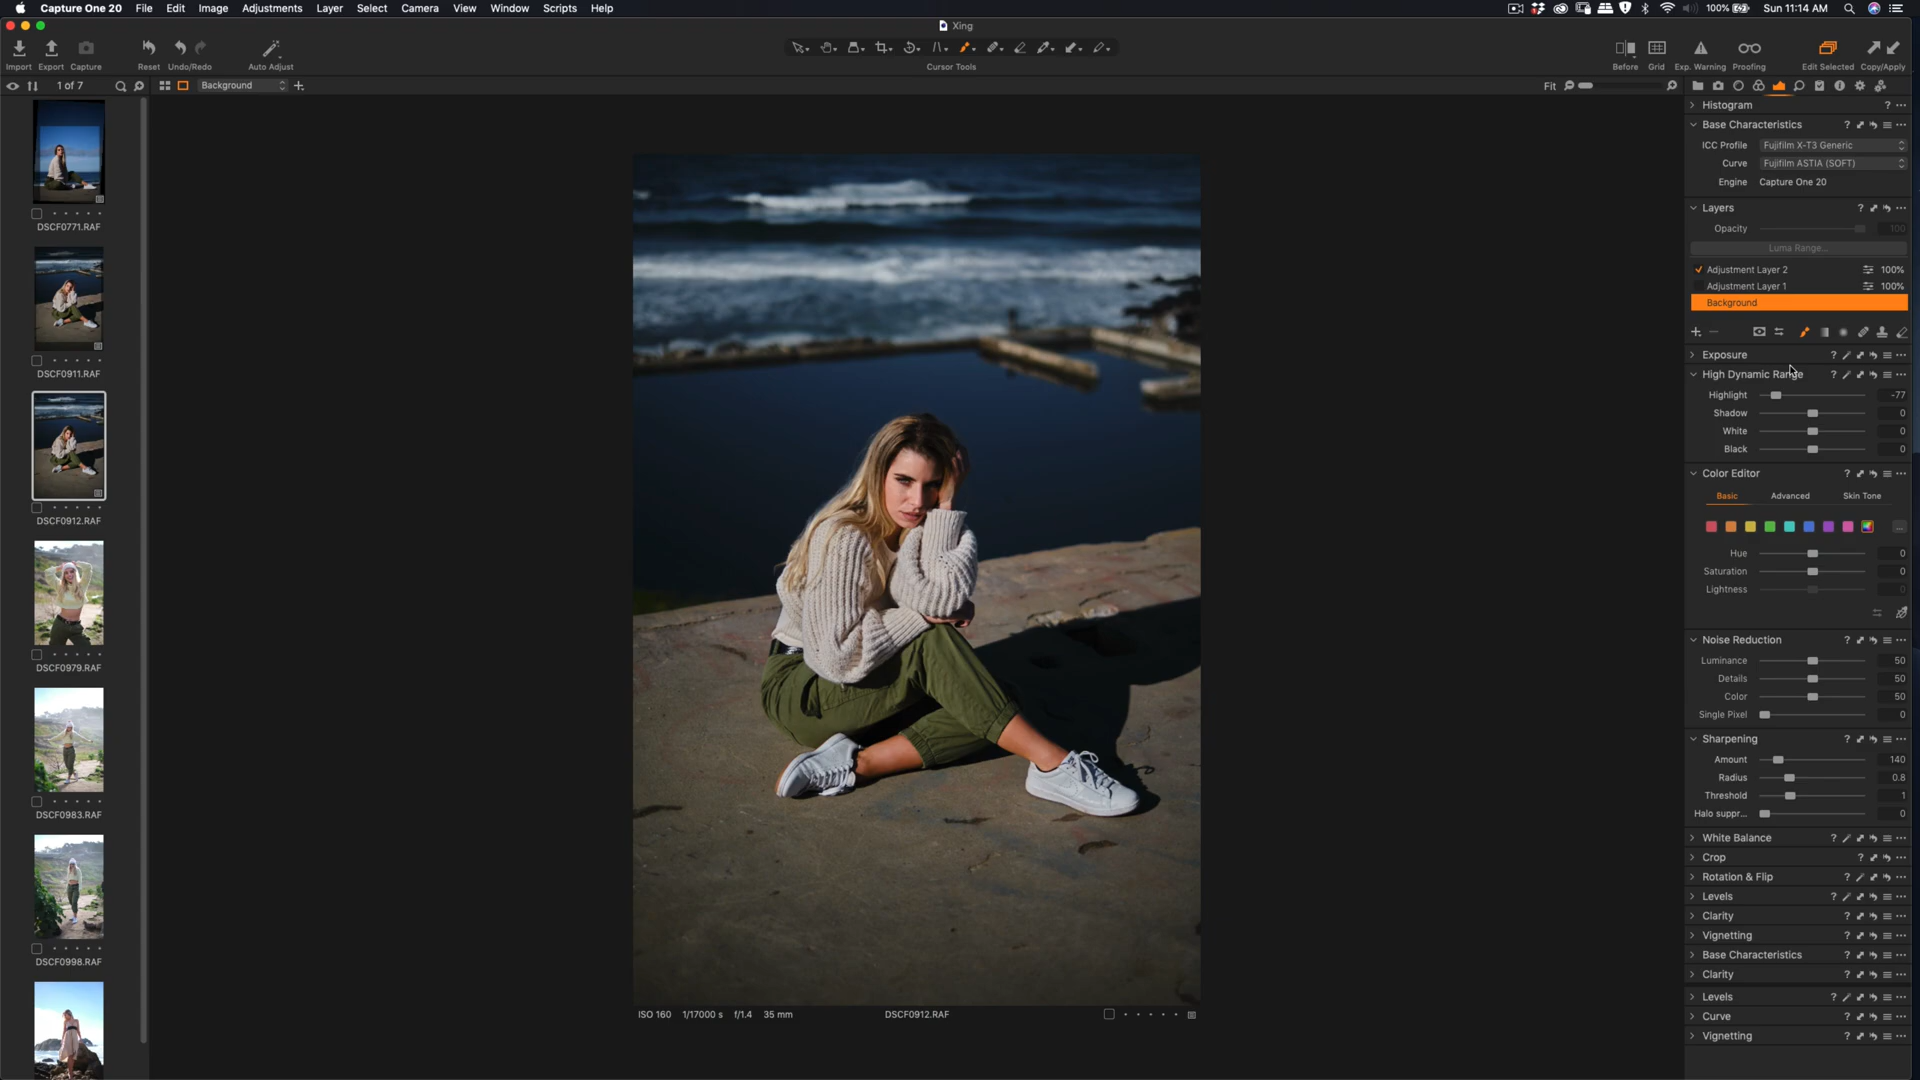 Capture One 20 File Edit Image Adjustments Layer Select Camera View Window Scripts Help
100% Sun 11:14 AM
Xing
Import Export Capture Reset Undo/Redo Auto Adjust Cursor Tools Before Grid Exp. Warning Proofing Edit Selected Copy/Apply
1 of 7 Background Fit
Histogram ? ...
Base Characteristics ? ...
ICC Profile Fujifilm X-T3 Generic
Curve Fujifilm ASTIA (SOFT)
Engine Capture One 20
Layers ? ...
Opacity 100
Luma Range...
Adjustment Layer 2 100%
Adjustment Layer 1 100%
Background
Exposure ? ...
High Dynamic Range ? ...
Highlight -77
Shadow 0
White 0
Black 0
Color Editor ? ...
Basic Advanced Skin Tone
...
Hue 0
Saturation 0
Lightness 0
Noise Reduction ? ...
Luminance 50
Details 50
Color 50
Single Pixel 0
Sharpening ? ...
Amount 140
Radius 0.8
Threshold 1
Halo suppr... 0
White Balance ? ...
Crop ? ...
Rotation & Flip ? ...
Levels ? ...
Clarity ? ...
Vignetting ? ...
Base Characteristics ? ...
Clarity ? ...
Levels ? ...
Curve ? ...
Vignetting ? ...
DSCF0771.RAF
DSCF0911.RAF
DSCF0912.RAF
DSCF0979.RAF
DSCF0983.RAF
DSCF0998.RAF
ISO 160 1/17000 s f/1.4 35 mm DSCF0912.RAF